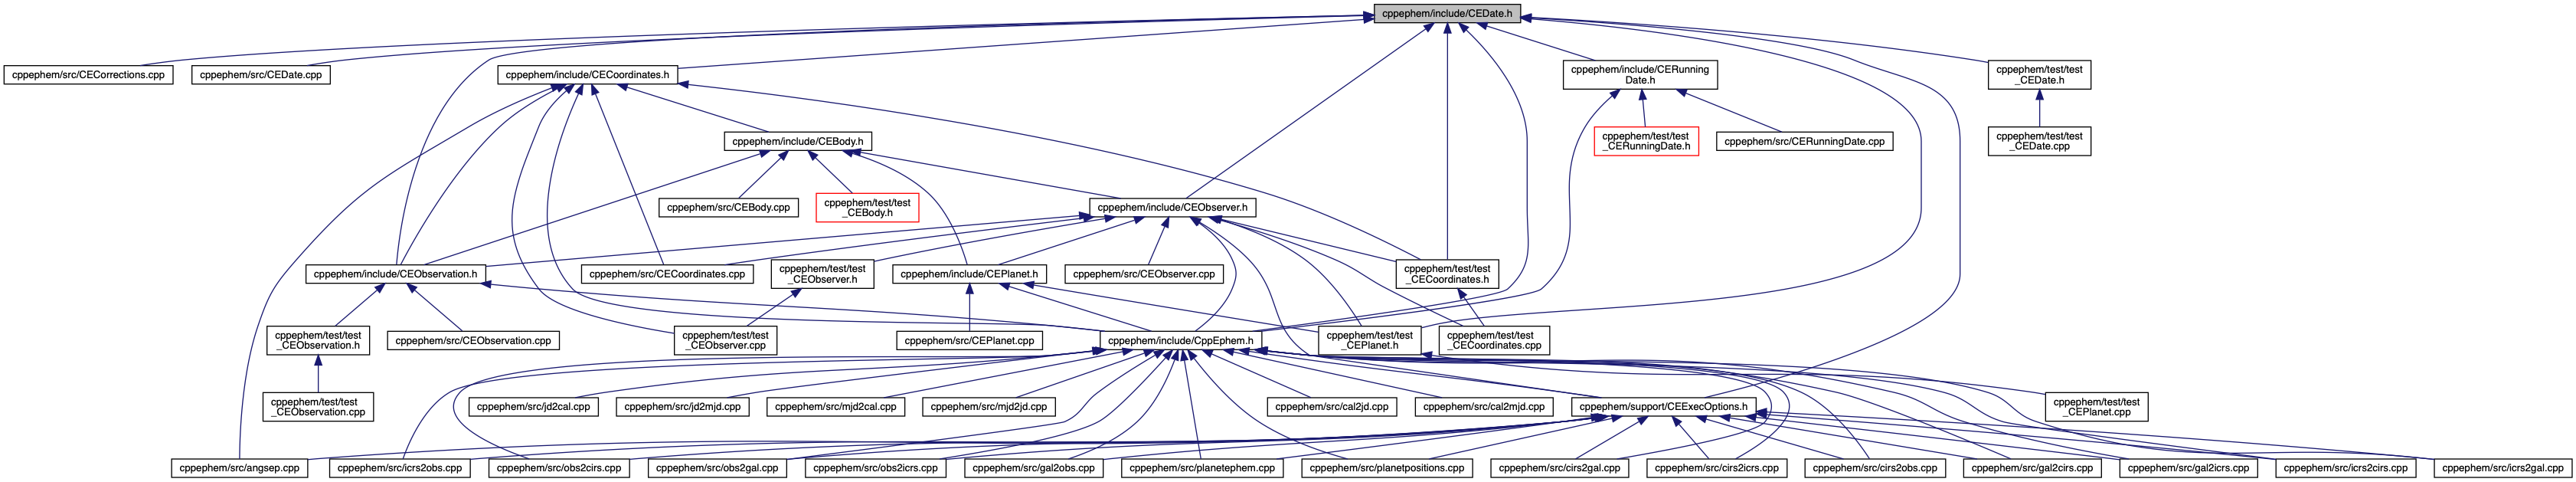 cppephem/include/CEDate.h
cppephem/src/CECorrections.cpp
cppephem/src/CEDate.cpp
cppephem/include/CECoordinates.h
cppephem/include/CERunning
Date.h
cppephem/test/test
_CEDate.h
cppephem/include/CEBody.h
cppephem/test/test
_CERunningDate.h
cppephem/src/CERunningDate.cpp
cppephem/test/test
_CEDate.cpp
cppephem/src/CEBody.cpp
cppephem/test/test
_CEBody.h
cppephem/include/CEObserver.h
cppephem/include/CEObservation.h
cppephem/src/CECoordinates.cpp
cppephem/test/test
_CEObserver.h
cppephem/include/CEPlanet.h
cppephem/src/CEObserver.cpp
cppephem/test/test
_CECoordinates.h
cppephem/test/test
_CEObservation.h
cppephem/src/CEObservation.cpp
cppephem/test/test
_CEObserver.cpp
cppephem/src/CEPlanet.cpp
cppephem/include/CppEphem.h
cppephem/test/test
_CEPlanet.h
cppephem/test/test
_CECoordinates.cpp
cppephem/test/test
_CEObservation.cpp
cppephem/src/jd2cal.cpp
cppephem/src/jd2mjd.cpp
cppephem/src/mjd2cal.cpp
cppephem/src/mjd2jd.cpp
cppephem/src/cal2jd.cpp
cppephem/src/cal2mjd.cpp
cppephem/support/CEExecOptions.h
cppephem/test/test
_CEPlanet.cpp
cppephem/src/angsep.cpp
cppephem/src/icrs2obs.cpp
cppephem/src/obs2cirs.cpp
cppephem/src/obs2gal.cpp
cppephem/src/obs2icrs.cpp
cppephem/src/gal2obs.cpp
cppephem/src/planetephem.cpp
cppephem/src/planetpositions.cpp
cppephem/src/cirs2gal.cpp
cppephem/src/cirs2icrs.cpp
cppephem/src/cirs2obs.cpp
cppephem/src/gal2cirs.cpp
cppephem/src/gal2icrs.cpp
cppephem/src/icrs2cirs.cpp
cppephem/src/icrs2gal.cpp